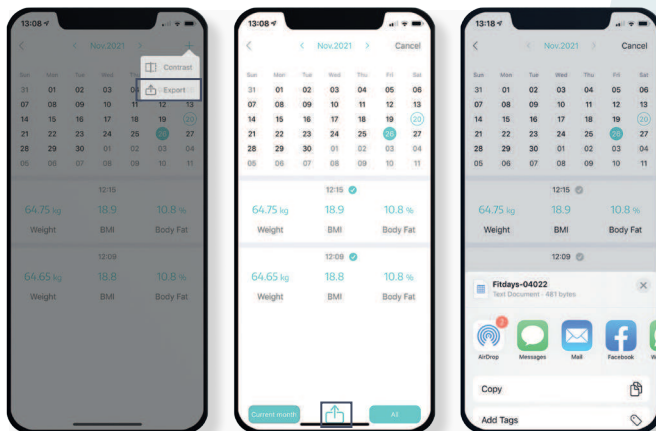 13:08
Nov.2021
Contrast
Export
Sun Mon Tue Wed Thu Fri Sat
31 01 02 03 04
07 08 09 10 11 12 13
14 15 16 17 18 19 20
21 22 23 24 25 26 27
28 29 30 01 02 03 04
05 06 07 08 09 10 11
12:15
64.75 kg 18.9 10.8 %
Weight BMI Body Fat
12:09
64.65 kg 18.8 10.8 %
Weight BMI Body Fat
13:08
Nov.2021 Cancel
Sun Mon Tue Wed Thu Fri Sat
31 01 02 03 04 05 06
07 08 09 10 11 12 13
14 15 16 17 18 19 20
21 22 23 24 25 26 27
28 29 30 01 02 03 04
05 06 07 08 09 10 11
12:15
64.75 kg 18.9 10.8 %
Weight BMI Body Fat
12:09
64.65 kg 18.8 10.8 %
Weight BMI Body Fat
Current month All
13:18
Nov.2021 Cancel
Sun Mon Tue Wed Thu Fri Sat
31 01 02 03 04 05 06
07 08 09 10 11 12 13
14 15 16 17 18 19 20
21 22 23 24 25 26 27
28 29 30 01 02 03 04
05 06 07 08 09 10 11
12:15
64.75 kg 18.9 10.8 %
Weight BMI Body Fat
12:09
Fitdays-04022
Text Document · 481 bytes
2
AirDrop Messages Mail Facebook
Copy
Add Tags